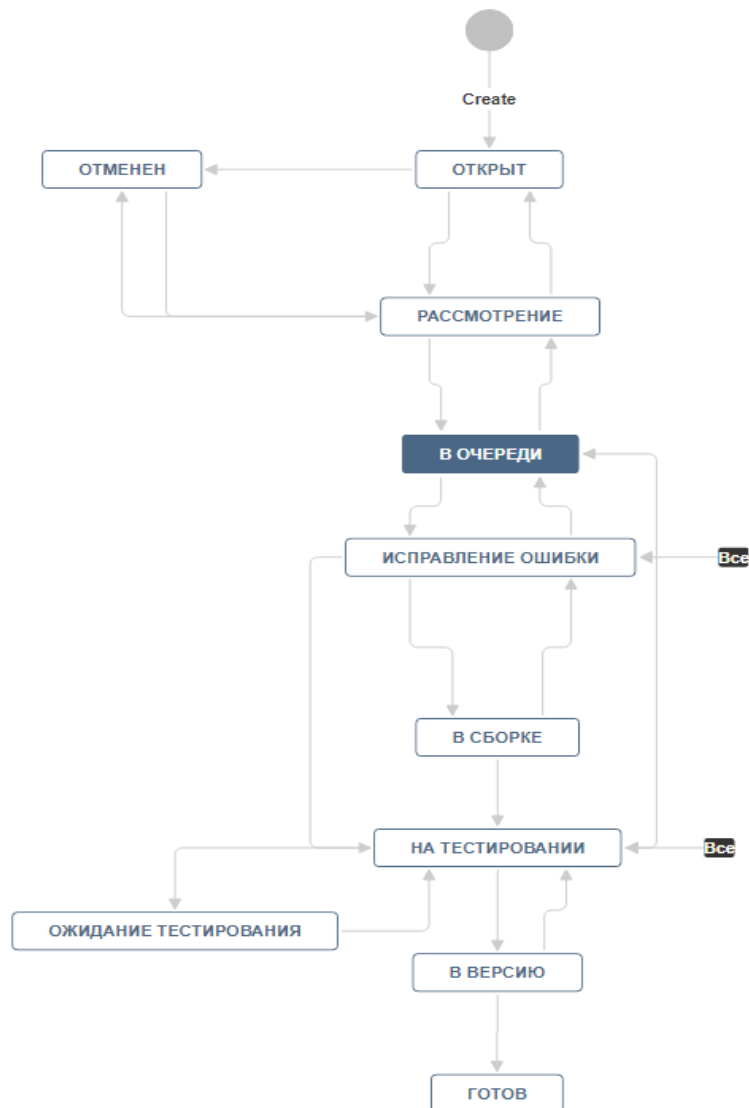 Create
ОТМЕНЕН
ОТКРЫТ
РАССМОТРЕНИЕ
В ОЧЕРЕДИ
ИСПРАВЛЕНИЕ ОШИБКИ
Все
В СБОРКЕ
НА ТЕСТИРОВАНИИ
Все
ОЖИДАНИЕ ТЕСТИРОВАНИЯ
В ВЕРСИЮ
ГОТОВ